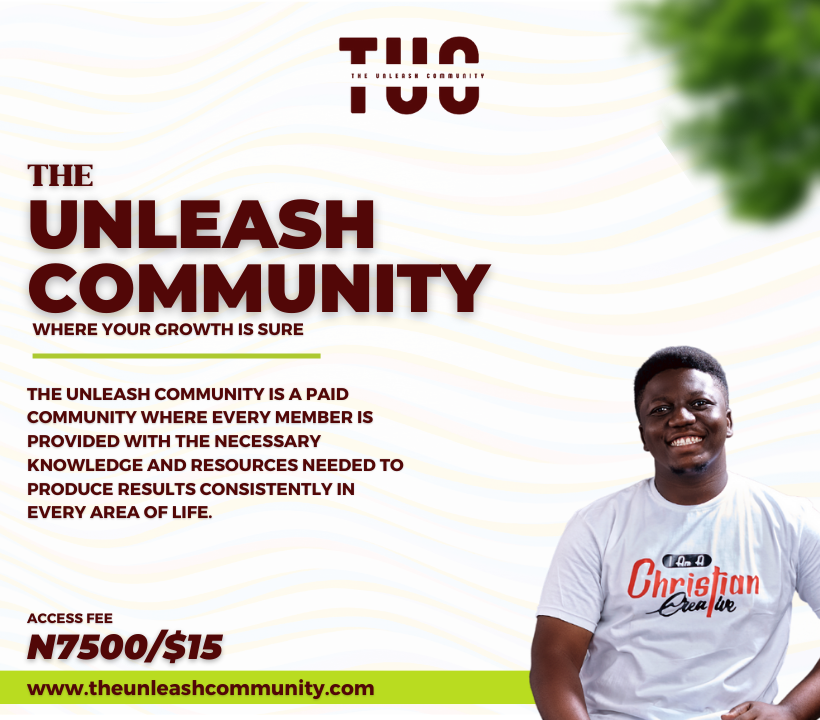 TUC
THE UNLEASH COMMUNITY
THE
UNLEASH
COMMUNITY
WHERE YOUR GROWTH IS SURE
THE UNLEASH COMMUNITY IS A PAID
COMMUNITY WHERE EVERY MEMBER IS
PROVIDED WITH THE NECESSARY
KNOWLEDGE AND RESOURCES NEEDED TO
PRODUCE RESULTS CONSISTENTLY IN
EVERY AREA OF LIFE.
I Am A
Christian
Creative
ACCESS FEE
N7500/$15
www.theunleashcommunity.com